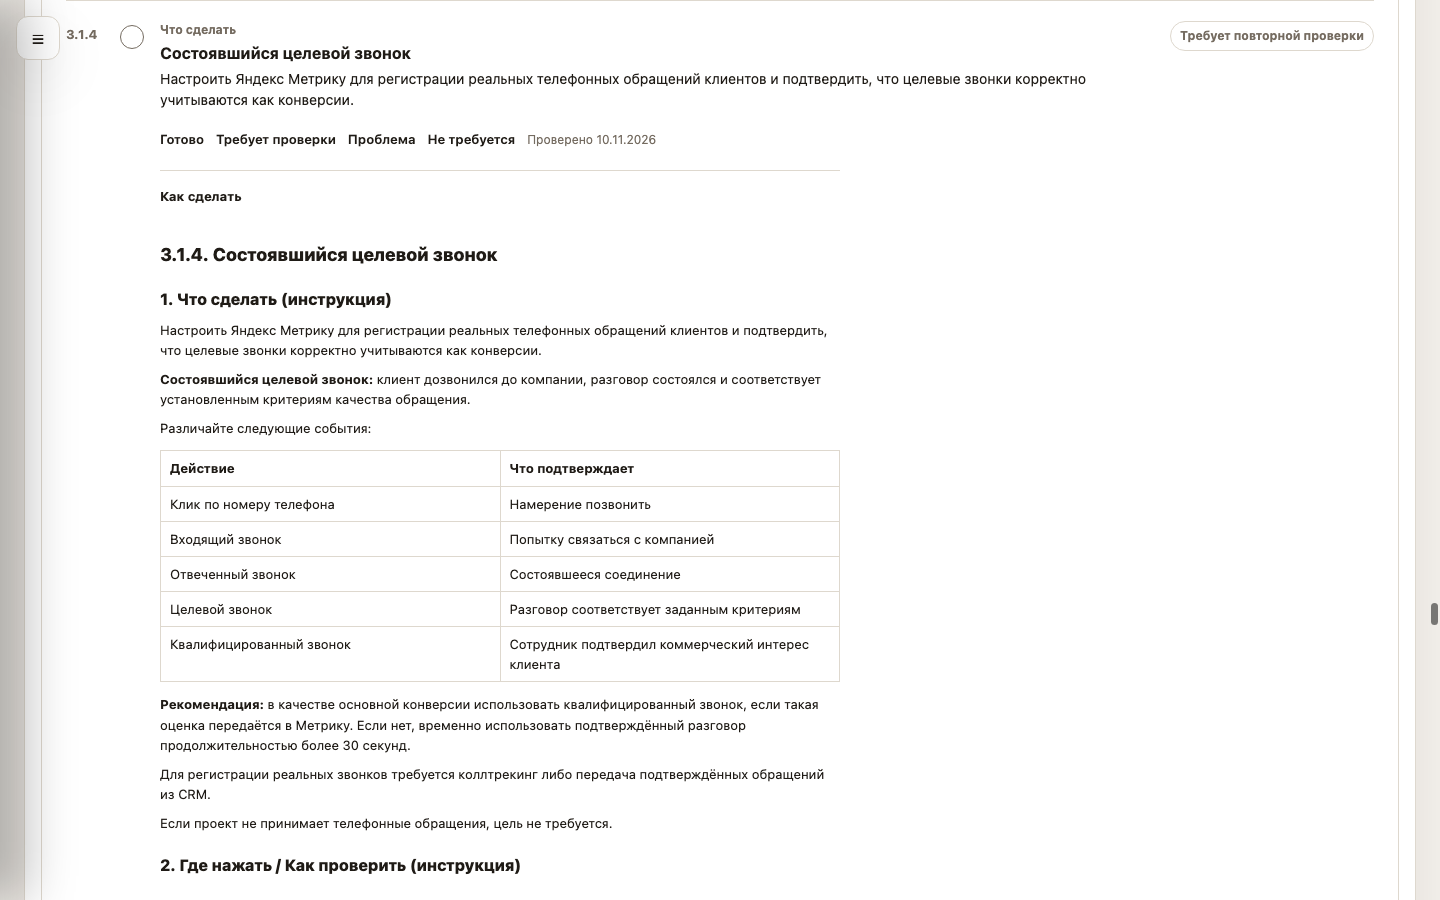 3.1.4
Что сделать
Требует повторной проверки
Состоявшийся целевой звонок
Настроить Яндекс Метрику для регистрации реальных телефонных обращений клиентов и подтвердить, что целевые звонки корректно
учитываются как конверсии.
Готово Требует проверки Проблема Не требуется Проверено 10.11.2026
Как сделать
3.1.4. Состоявшийся целевой звонок
1. Что сделать (инструкция)
Настроить Яндекс Метрику для регистрации реальных телефонных обращений клиентов и подтвердить,
что целевые звонки корректно учитываются как конверсии.
Состоявшийся целевой звонок: клиент дозвонился до компании, разговор состоялся и соответствует
установленным критериям качества обращения.
Различайте следующие события:
Действие Что подтверждает
Клик по номеру телефона Намерение позвонить
Входящий звонок Попытку связаться с компанией
Отвеченный звонок Состоявшееся соединение
Целевой звонок Разговор соответствует заданным критериям
Квалифицированный звонок Сотрудник подтвердил коммерческий интерес
клиента
Рекомендация: в качестве основной конверсии использовать квалифицированный звонок, если такая
оценка передаётся в Метрику. Если нет, временно использовать подтверждённый разговор
продолжительностью более 30 секунд.
Для регистрации реальных звонков требуется коллтрекинг либо передача подтверждённых обращений
из CRM.
Если проект не принимает телефонные обращения, цель не требуется.
2. Где нажать / Как проверить (инструкция)